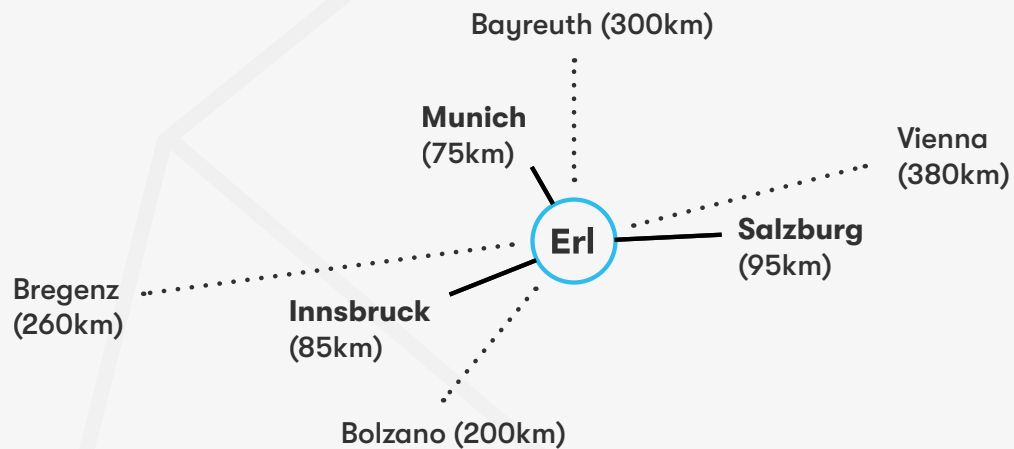 Bayreuth (300km)
Munich
(75km)
Vienna
(380km)
Erl
Salzburg
(95km)
Bregenz
(260km)
Innsbruck
(85km)
Bolzano (200km)